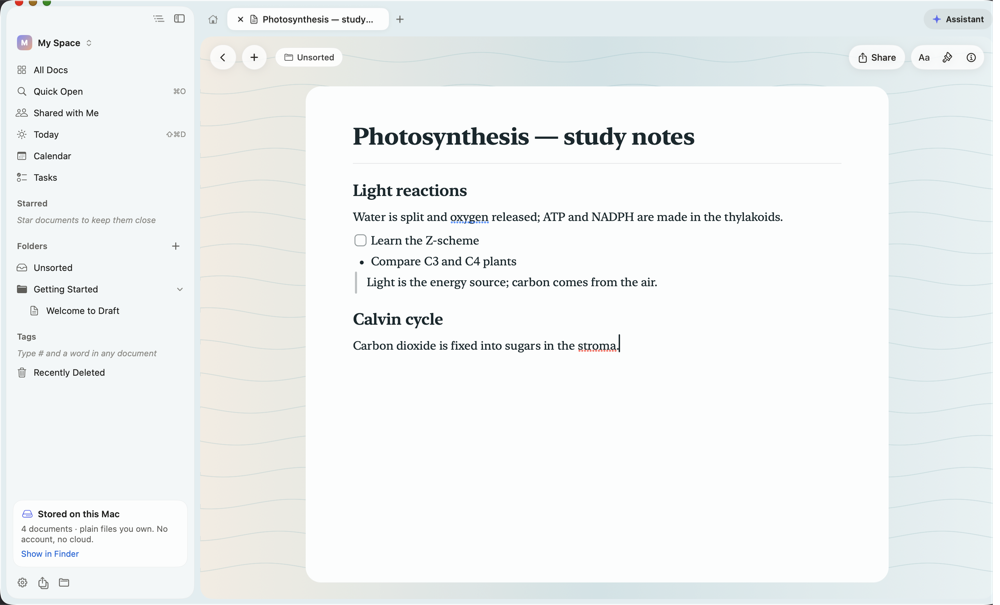 M My Space
All Docs
Quick Open ⌘O
Shared with Me
Today ⇧⌘D
Calendar
Tasks
Starred
Star documents to keep them close
Folders
Unsorted
Getting Started
Welcome to Draft
Tags
Type # and a word in any document
Recently Deleted
Stored on this Mac
4 documents · plain files you own. No
account, no cloud.
Show in Finder
Photosynthesis — study...
Assistant
Unsorted
Share
Aa
Photosynthesis — study notes
Light reactions
Water is split and oxygen released; ATP and NADPH are made in the thylakoids.
Learn the Z-scheme
• Compare C3 and C4 plants
Light is the energy source; carbon comes from the air.
Calvin cycle
Carbon dioxide is fixed into sugars in the stroma.